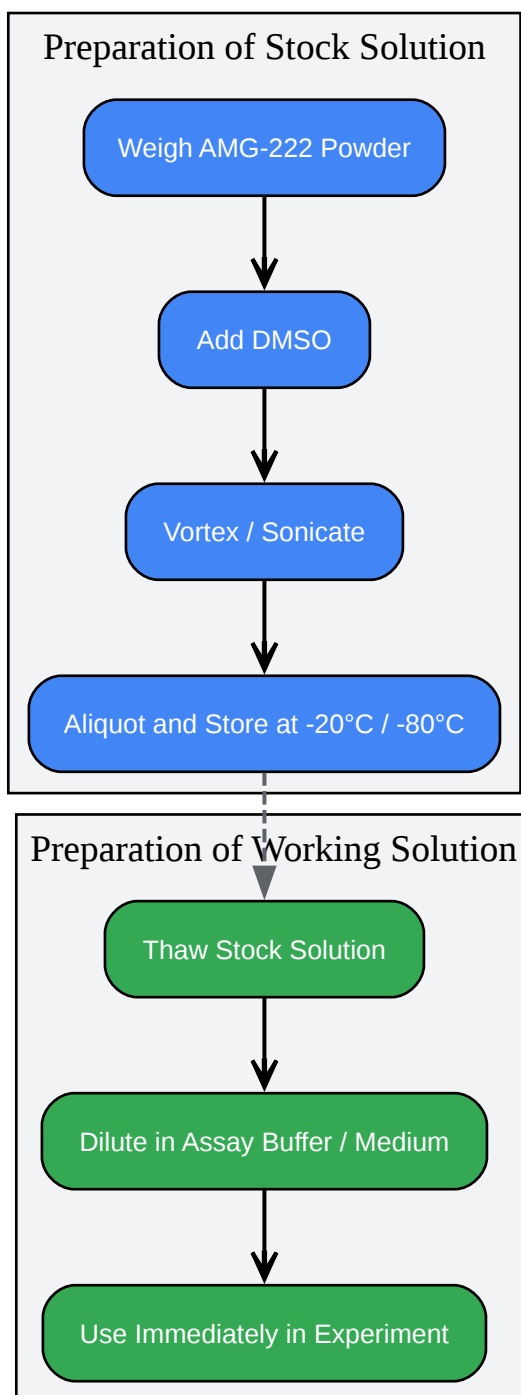 Preparation of Stock Solution
Weigh AMG-222 Powder
Add DMSO
Vortex / Sonicate
Aliquot and Store at -20°C / -80°C
Preparation of Working Solution
Thaw Stock Solution
Dilute in Assay Buffer / Medium
Use Immediately in Experiment